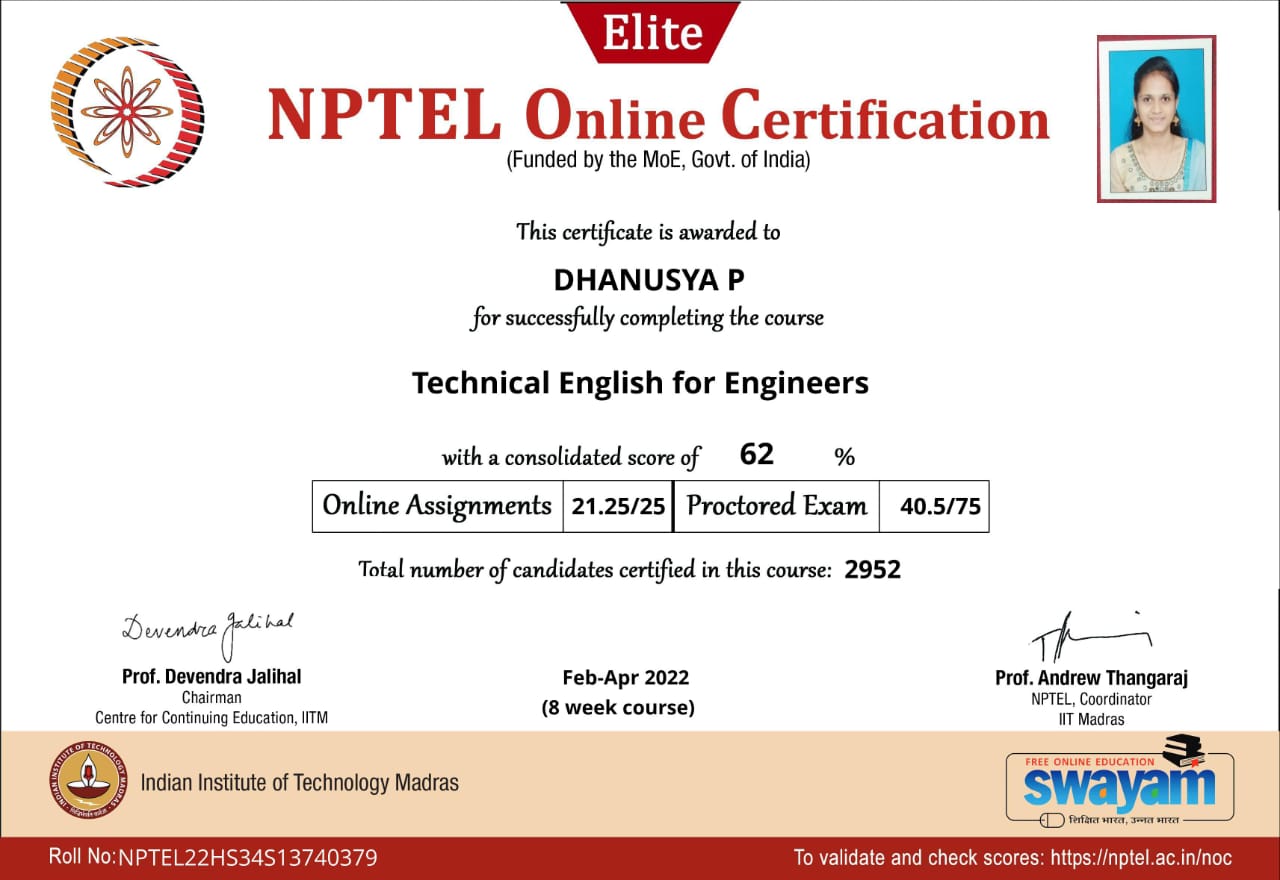 Elite
NPTEL Online Certification
(Funded by the MoE, Govt. of India)
This certificate is awarded to
DHANUSYA P
for successfully completing the course
Technical English for Engineers
with a consolidated score of 62 %
Online Assignments 21.25/25 Proctored Exam 40.5/75
Total number of candidates certified in this course: 2952
Devendra Jalihal
Prof. Devendra Jalihal
Chairman
Centre for Continuing Education, IITM
Feb-Apr 2022
(8 week course)
Prof. Andrew Thangaraj
NPTEL, Coordinator
IIT Madras
INDIAN INSTITUTE OF TECHNOLOGY MADRAS
Indian Institute of Technology Madras
FREE ONLINE EDUCATION
swayam
शिक्षित भारत, उन्नत भारत
Roll No: NPTEL22HS34S13740379
To validate and check scores: https://nptel.ac.in/noc